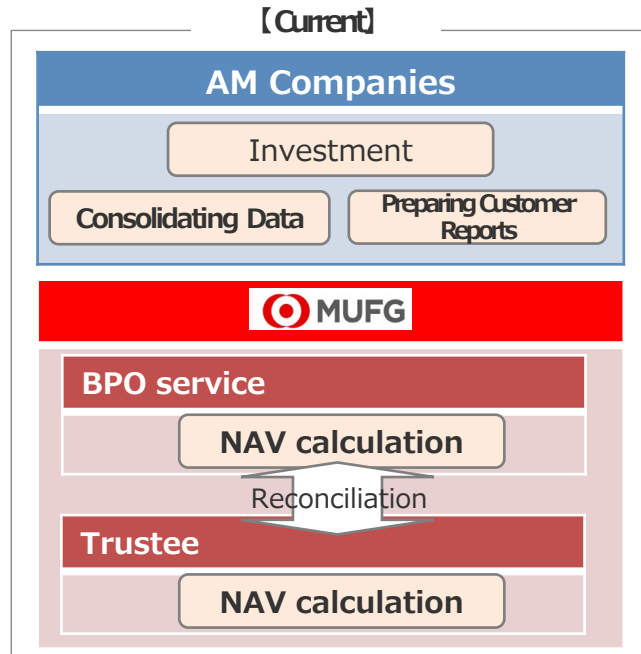 【Current】
AM Companies
Investment
Consolidating Data
Preparing Customer
Reports
MUFG
BPO service
NAV calculation
Reconciliation
Trustee
NAV calculation